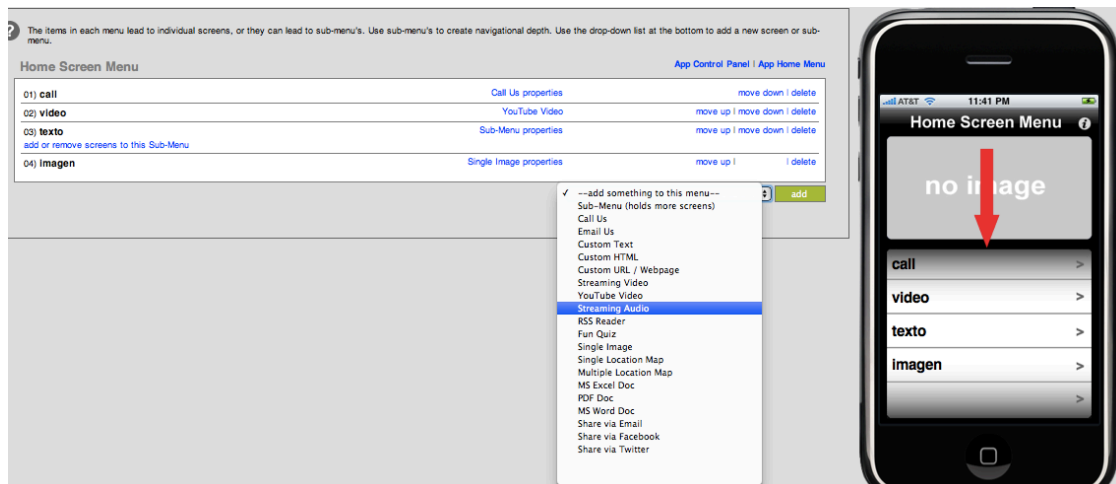 ?
The items in each menu lead to individual screens, or they can lead to sub-menu's. Use sub-menu's to create navigational depth. Use the drop-down list at the bottom to add a new screen or sub-
menu.
Home Screen Menu
App Control Panel | App Home Menu
01) call Call Us properties move down | delete
02) video YouTube Video move up | move down | delete
03) texto Sub-Menu properties move up | move down | delete
add or remove screens to this Sub-Menu
04) imagen Single Image properties move up | | delete
✓ --add something to this menu-- add
Sub-Menu (holds more screens)
Call Us
Email Us
Custom Text
Custom HTML
Custom URL / Webpage
Streaming Video
YouTube Video
Streaming Audio
RSS Reader
Fun Quiz
Single Image
Single Location Map
Multiple Location Map
MS Excel Doc
PDF Doc
MS Word Doc
Share via Email
Share via Facebook
Share via Twitter
AT&T 11:41 PM
Home Screen Menu i
no image
call >
video >
texto >
imagen >
>